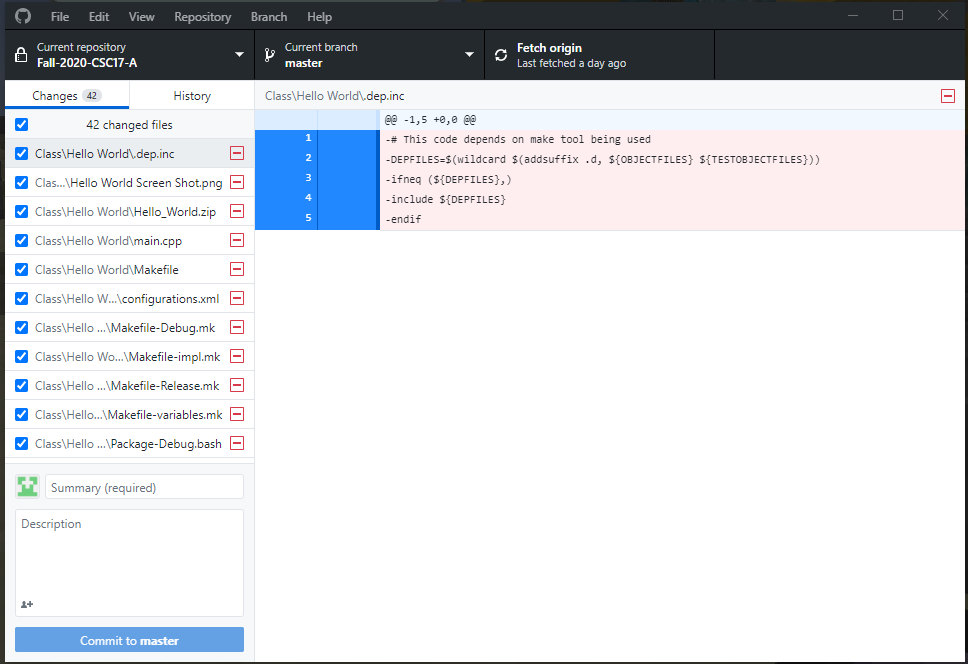 File Edit View Repository Branch Help
Current repository
Fall-2020-CSC17-A
Current branch
master
Fetch origin
Last fetched a day ago
Changes 42
History
42 changed files
Class\Hello World\.dep.inc
Clas...\Hello World Screen Shot.png
Class\Hello World\Hello_World.zip
Class\Hello World\main.cpp
Class\Hello World\Makefile
Class\Hello W...\configurations.xml
Class\Hello ...\Makefile-Debug.mk
Class\Hello Wo...\Makefile-impl.mk
Class\Hello ...\Makefile-Release.mk
Class\Hello...\Makefile-variables.mk
Class\Hello ...\Package-Debug.bash
Summary (required)
Description
Commit to master
Class\Hello World\.dep.inc
@@ -1,5 +0,0 @@
1 -# This code depends on make tool being used
2 -DEPFILES=$(wildcard $(addsuffix .d, ${OBJECTFILES} ${TESTOBJECTFILES}))
3 -ifneq (${DEPFILES},)
4 -include ${DEPFILES}
5 -endif